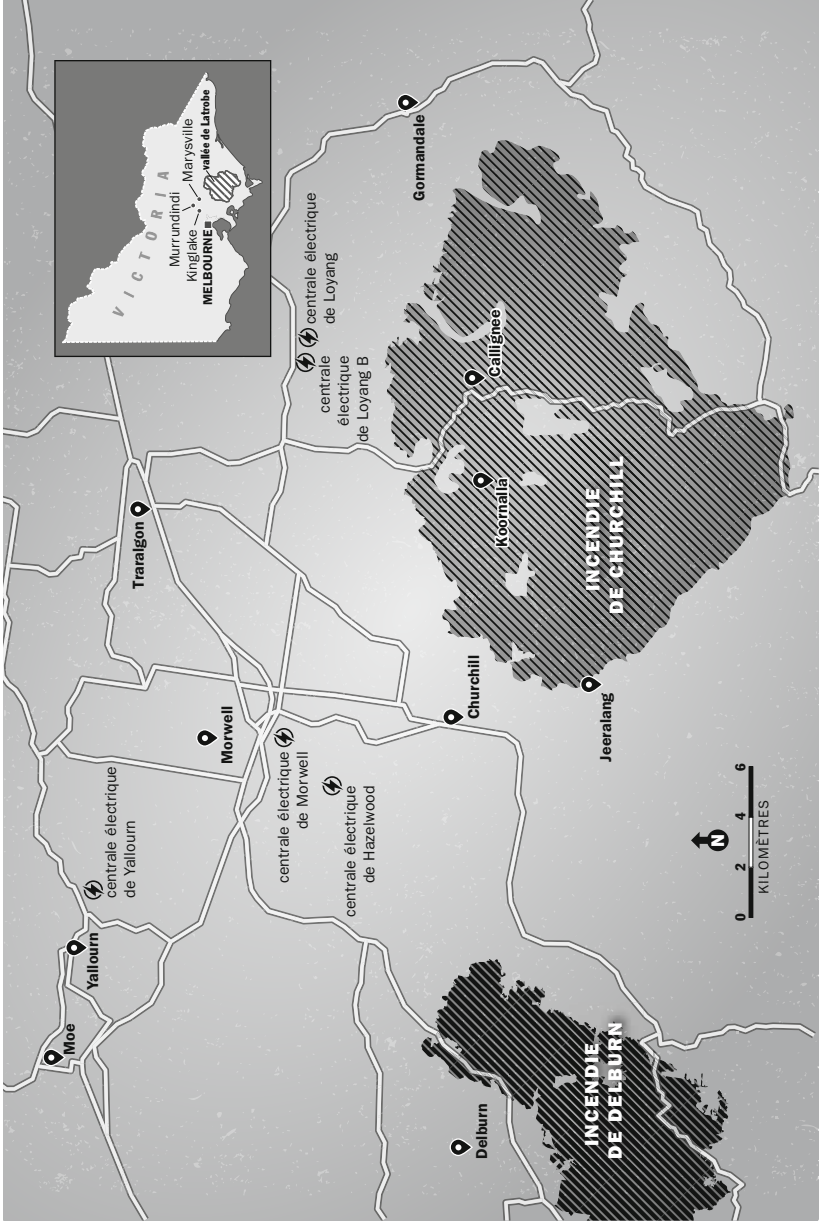 VICTORIA
Murrundindi
Kinglake
Marysville
MELBOURNE
vallée de Latrobe
Moe
Yallourn
centrale électrique
de Yallourn
Morwell
Traralgon
centrale électrique
de Morwell
centrale électrique
de Hazelwood
centrale
électrique
de Loyang B
centrale électrique
de Loyang
Gormandale
Churchill
Koornalla
Callignee
Jeeralang
INCENDIE
DE CHURCHILL
Delburn
INCENDIE
DE DELBURN
N
0 2 4 6
KILOMÈTRES